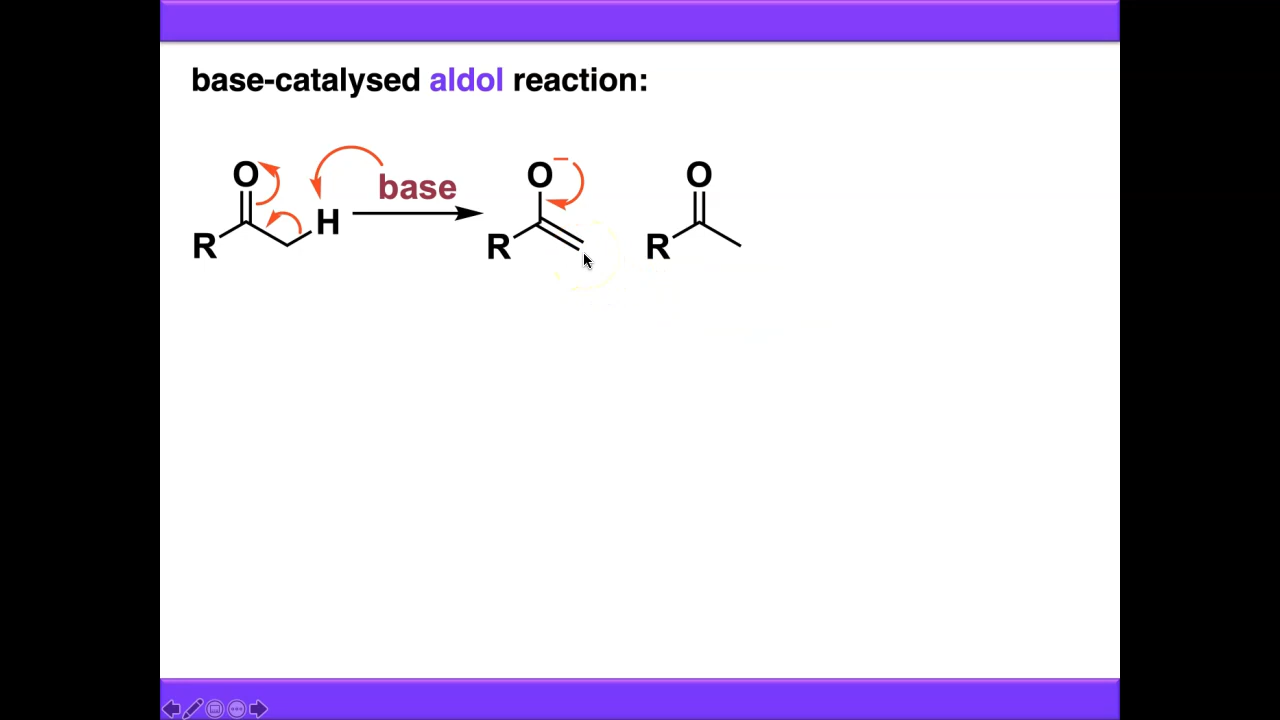 base-catalysed aldol reaction:
O
R
H
base
O−
R
O
R